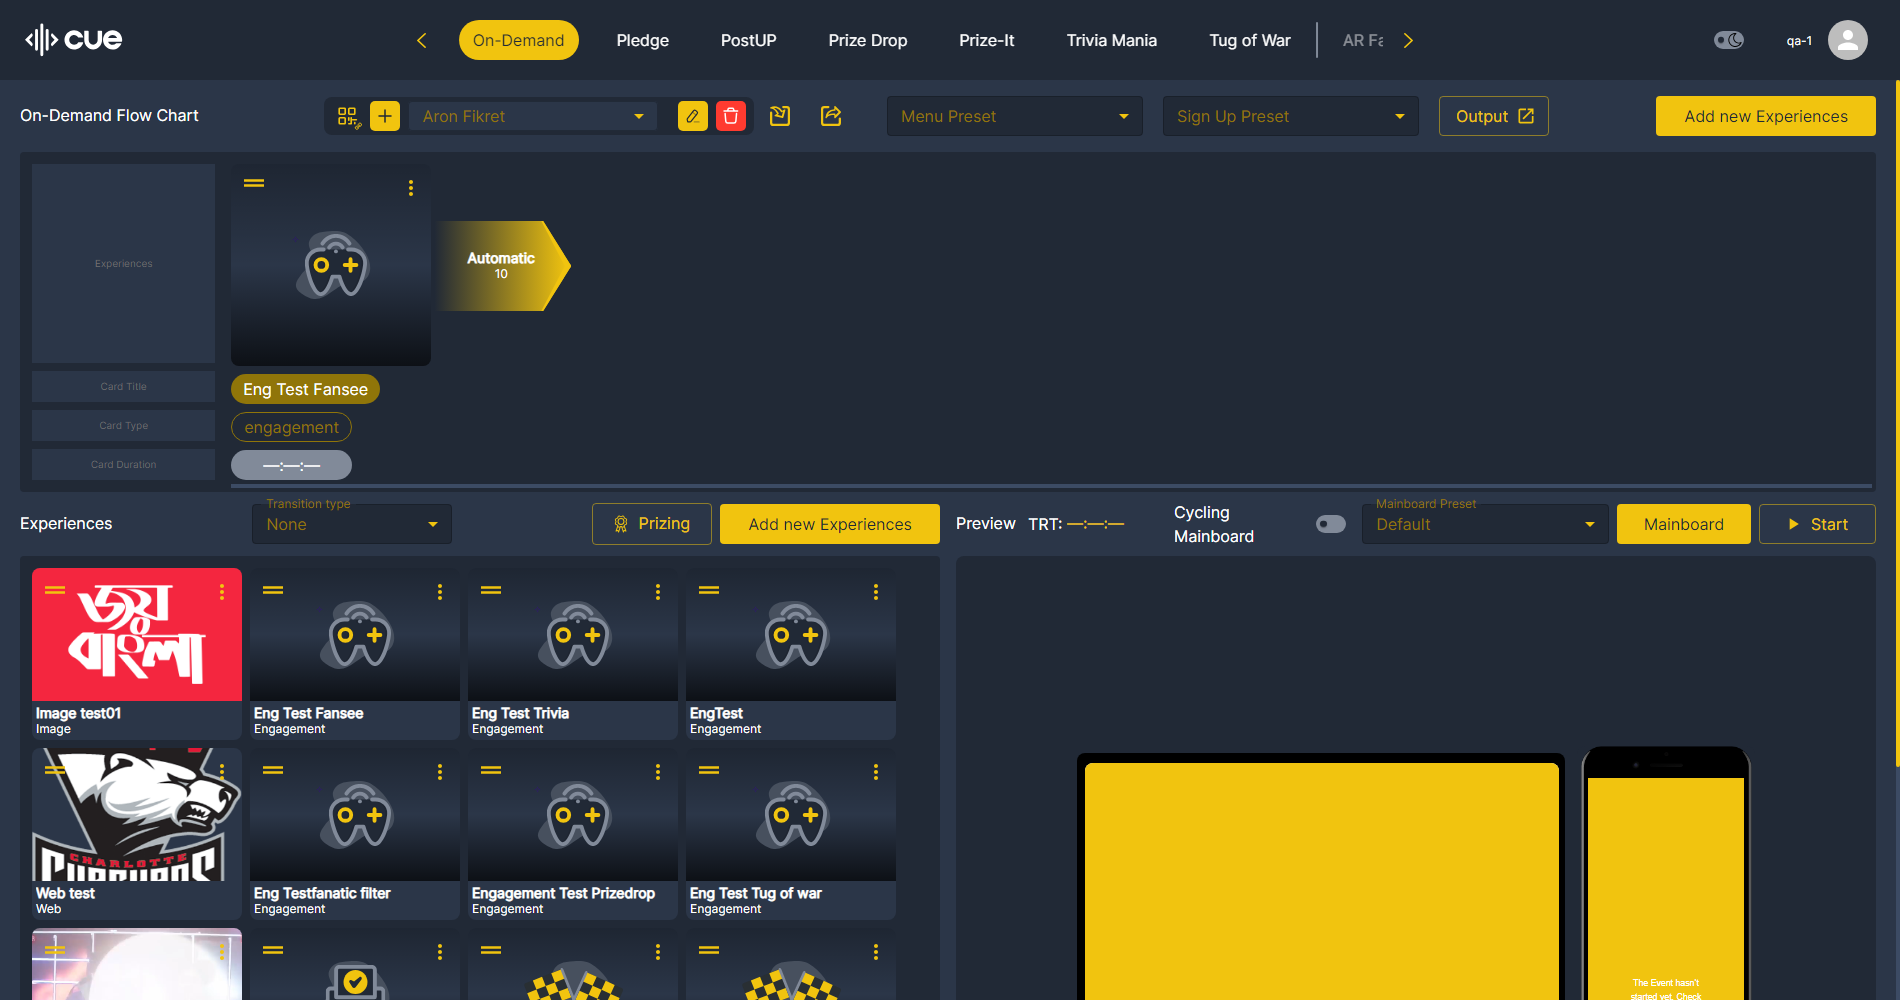 cue
On-Demand
Pledge
PostUP
Prize Drop
Prize-It
Trivia Mania
Tug of War
AR Fa
qa-1
On-Demand Flow Chart
Aron Fikret
Menu Preset
Sign Up Preset
Output
Add new Experiences
Experiences
Automatic
10
Card Title
Eng Test Fansee
Card Type
engagement
Card Duration
—:—:—
Experiences
Transition type
None
Prizing
Add new Experiences
Preview
TRT: —:—:—
Cycling
Mainboard
Mainboard Preset
Default
Mainboard
Start
জয়
বাংলা
Image test01
Image
Eng Test Fansee
Engagement
Eng Test Trivia
Engagement
EngTest
Engagement
CHARLOTTE
Web test
Web
Eng Testfanatic filter
Engagement
Engagement Test Prizedrop
Engagement
Eng Test Tug of war
Engagement
The Event hasn't
started yet. Check